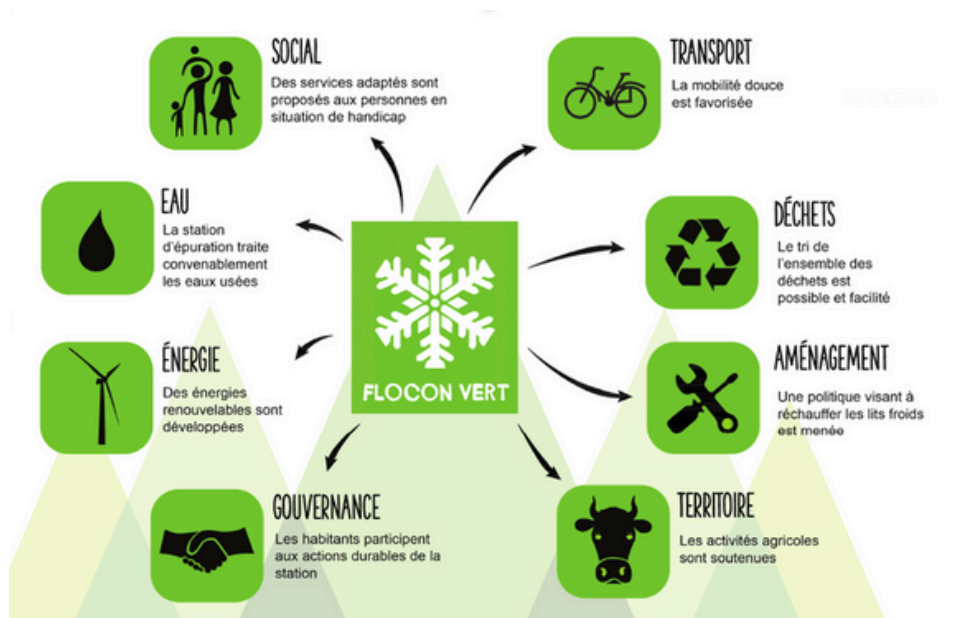 SOCIAL
Des services adaptés sont
proposés aux personnes en
situation de handicap
TRANSPORT
La mobilité douce
est favorisée
EAU
La station
d'épuration traite
convenablement
les eaux usées
DÉCHETS
Le tri de
l'ensemble des
déchets est
possible et facilité
FLOCON VERT
ÉNERGIE
Des énergies
renouvelables sont
développées
AMÉNAGEMENT
Une politique visant à
réchauffer les lits froids
est menée
GOUVERNANCE
Les habitants participent
aux actions durables de la
station
TERRITOIRE
Les activités agricoles
sont soutenues